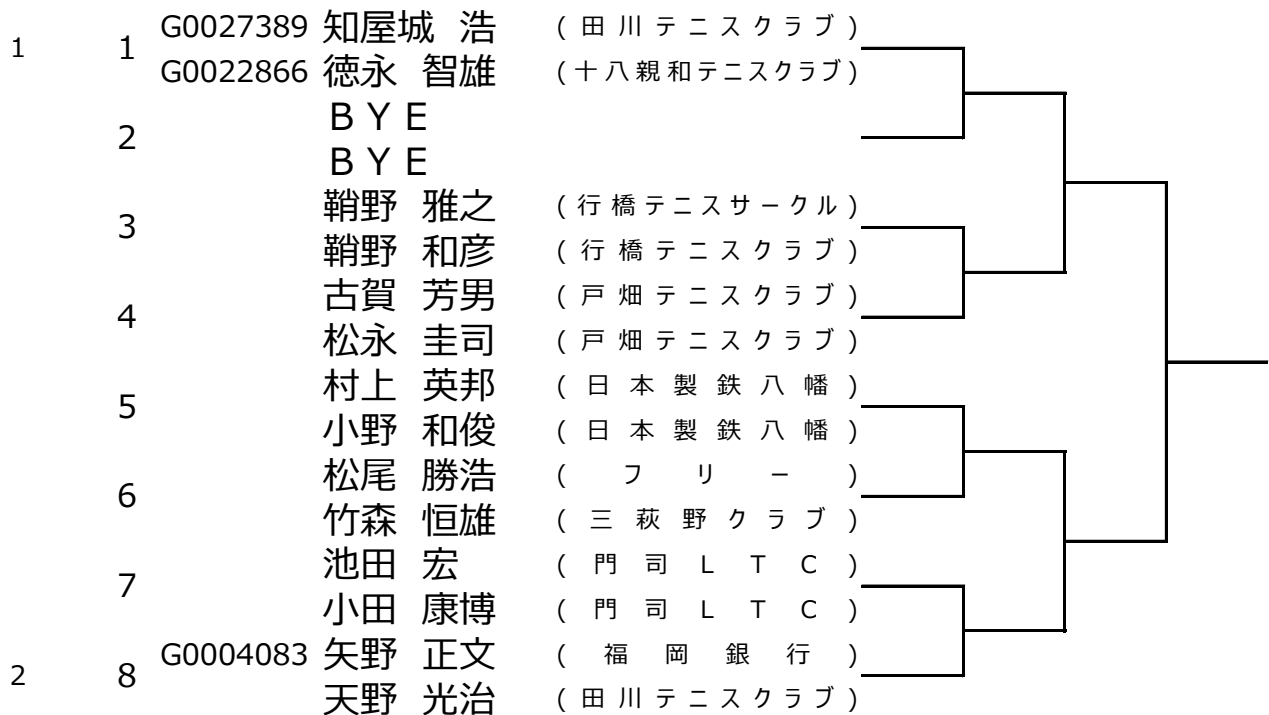 G0027389 知屋城 浩 (田川テニスクラブ)
1 1
G0022866 徳永 智雄 (十八親和テニスクラブ)
BYE
2
BYE
鞘野 雅之 (行橋テニスサークル)
3
鞘野 和彦 (行橋テニスクラブ)
古賀 芳男 (戸畑テニスクラブ)
4
松永 圭司 (戸畑テニスクラブ)
村上 英邦 (日本製鉄八幡)
5
小野 和俊 (日本製鉄八幡)
松尾 勝浩 (フリー)
6
竹森 恒雄 (三萩野クラブ)
池田 宏 (門司LTC)
7
小田 康博 (門司LTC)
G0004083 矢野 正文 (福岡銀行)
2 8
天野 光治 (田川テニスクラブ)